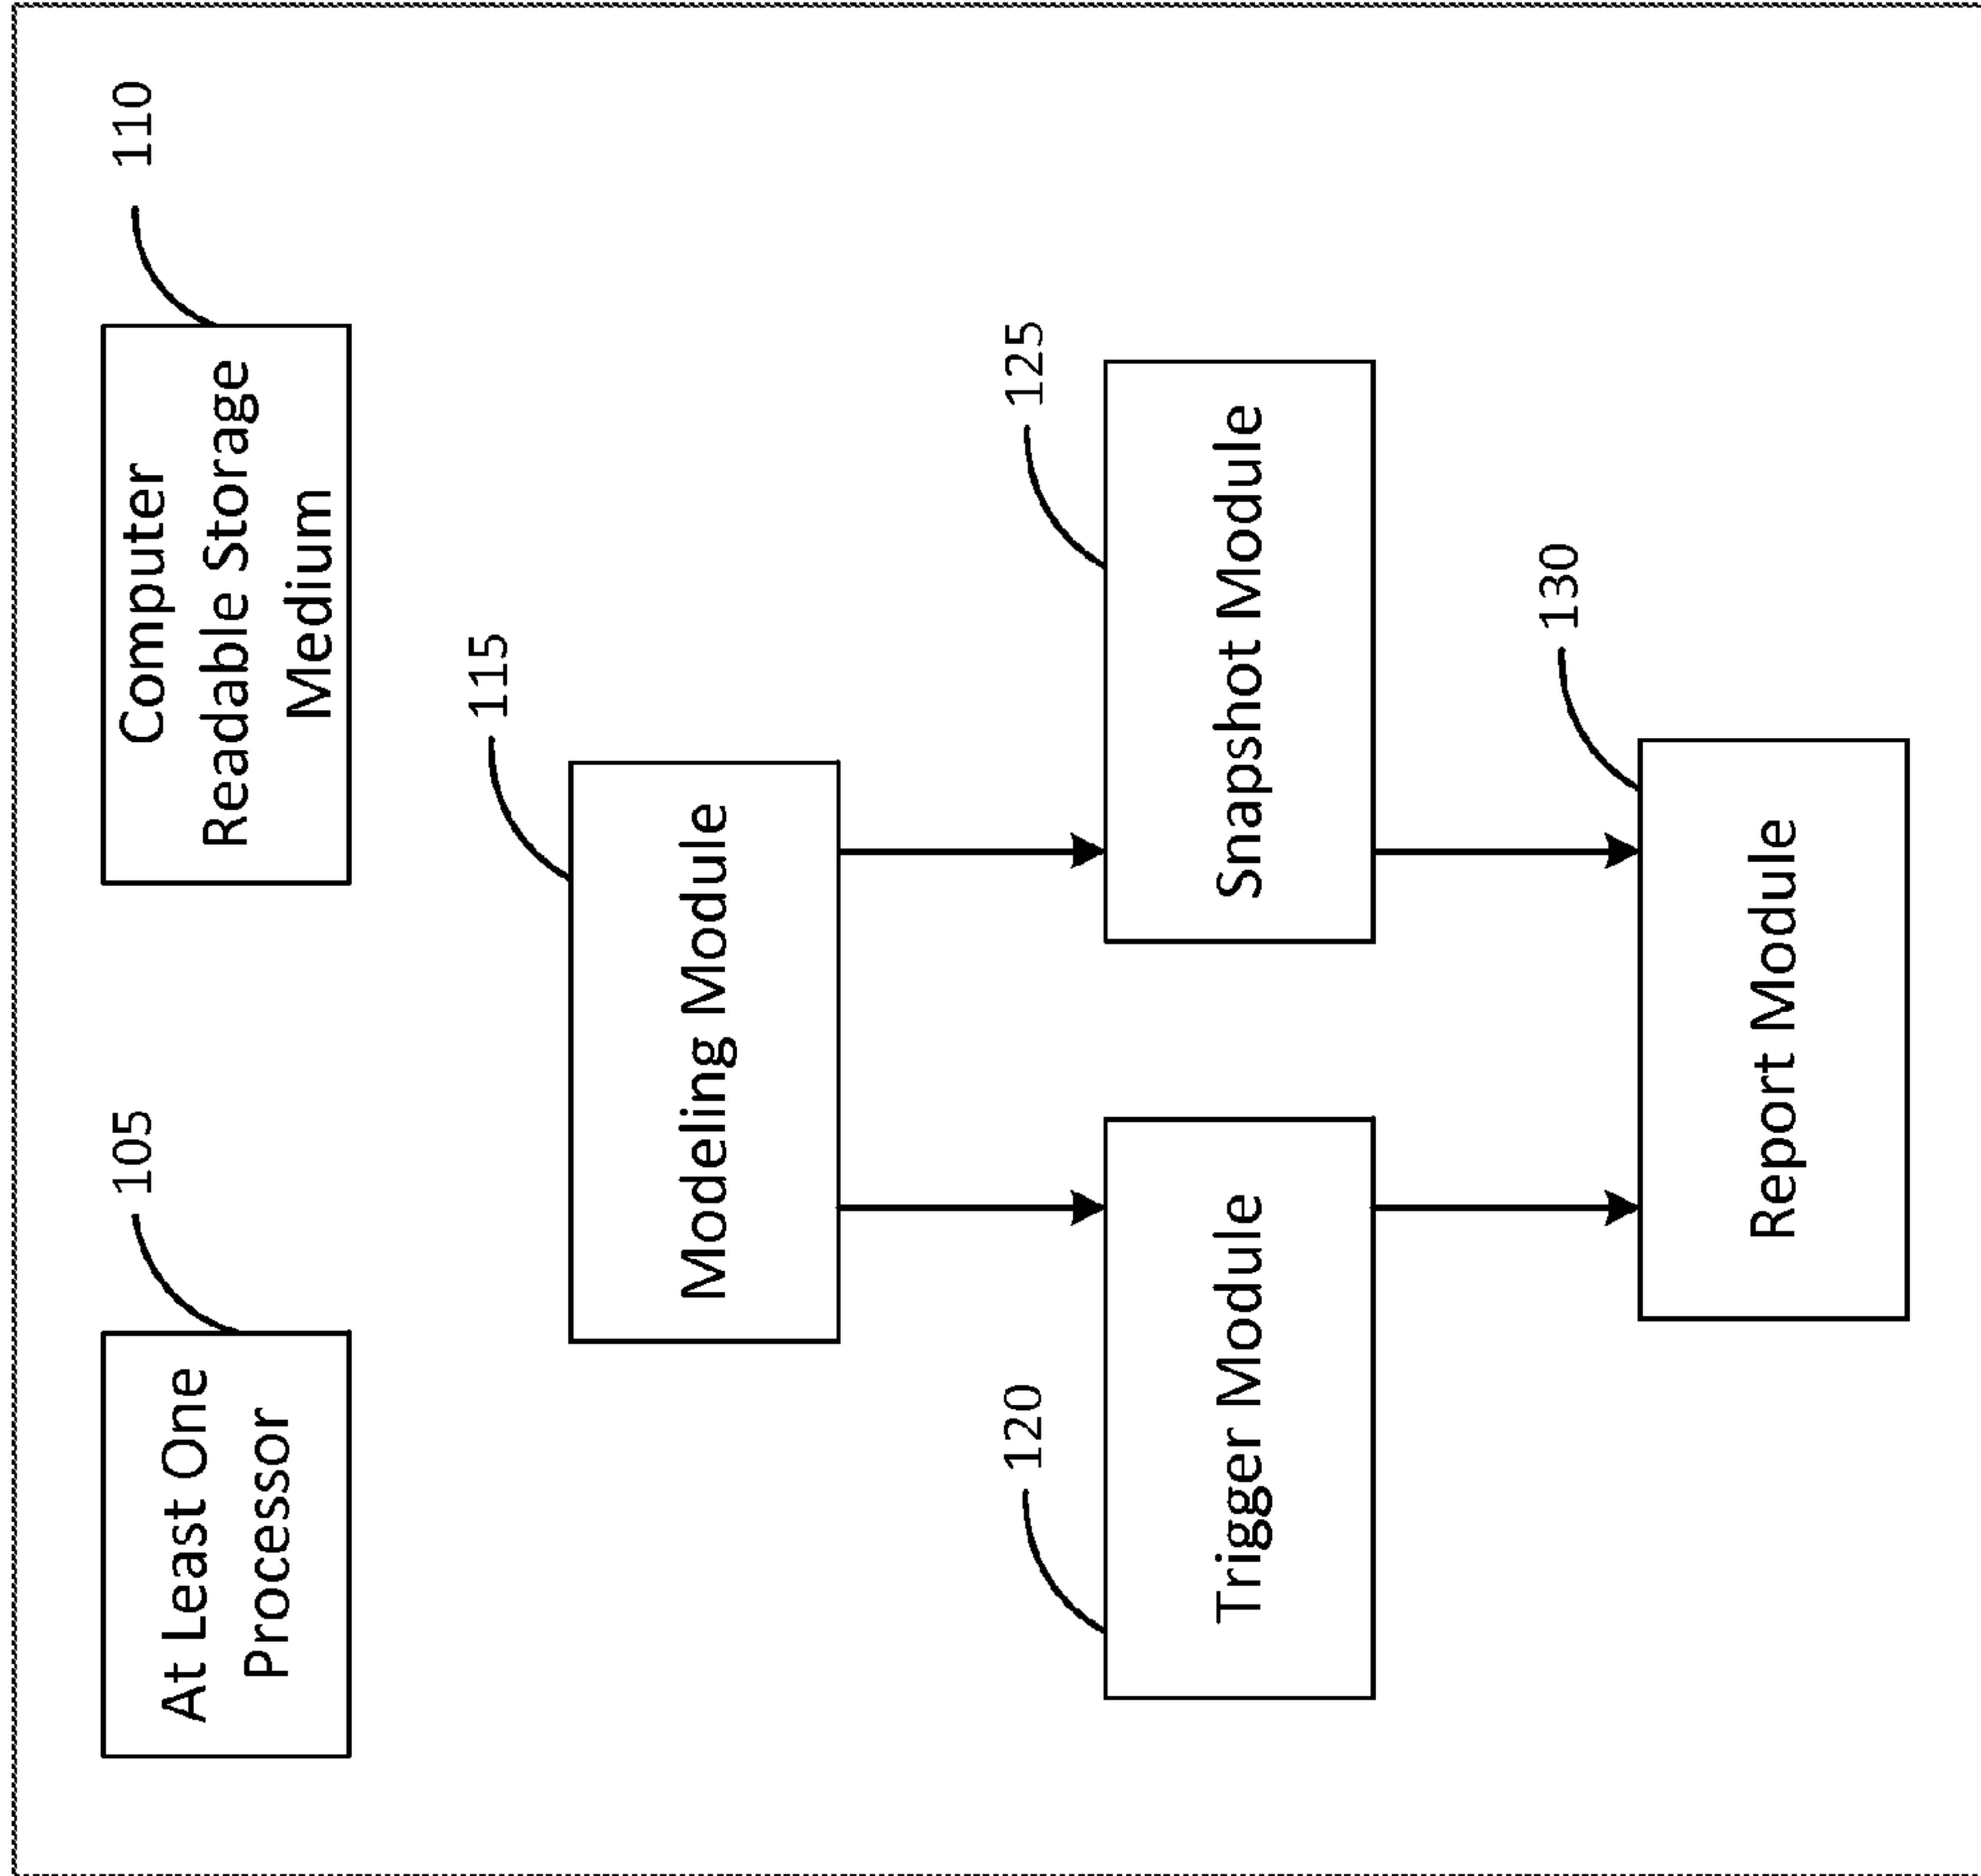 105
At Least One
Processor
110
Computer
Readable Storage
Medium
115
Modeling Module
120
Trigger Module
125
Snapshot Module
130
Report Module